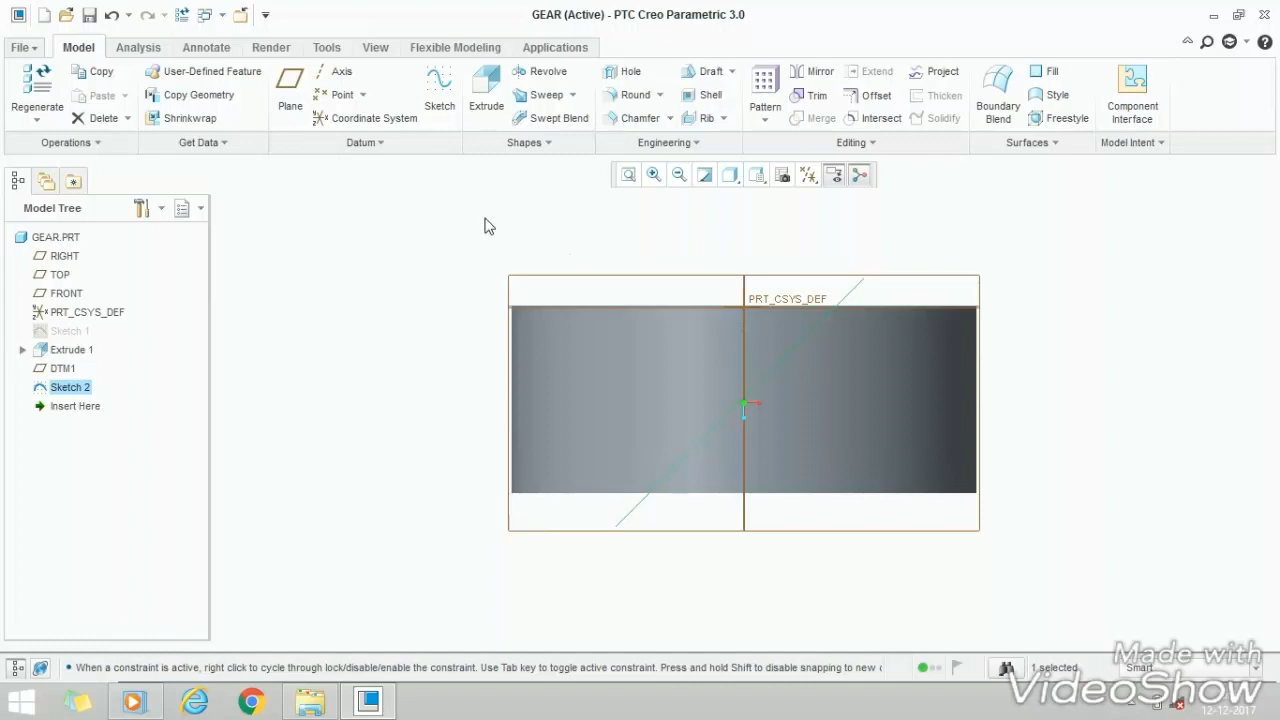 GEAR (Active) - PTC Creo Parametric 3.0
File Model Analysis Annotate Render Tools View Flexible Modeling Applications
Regenerate Copy Paste Delete
User-Defined Feature Copy Geometry Shrinkwrap
Plane Axis Point Coordinate System Sketch
Extrude Revolve Sweep Swept Blend
Hole Round Chamfer Draft Shell Rib
Pattern Mirror Trim Merge Extend Offset Intersect Project Thicken Solidify
Boundary Blend Fill Style Freestyle
Component Interface
Operations Get Data Datum Shapes Engineering Editing Surfaces Model Intent
Model Tree
GEAR.PRT
RIGHT
TOP
FRONT
PRT_CSYS_DEF
Sketch 1
Extrude 1
DTM1
Sketch 2
Insert Here
PRT_CSYS_DEF
When a constraint is active, right click to cycle through lock/disable/enable the constraint. Use Tab key to toggle active constraint. Press and hold Shift to disable snapping to new c
1 selected
Smart
Made with
VideoShow
12-12-2017